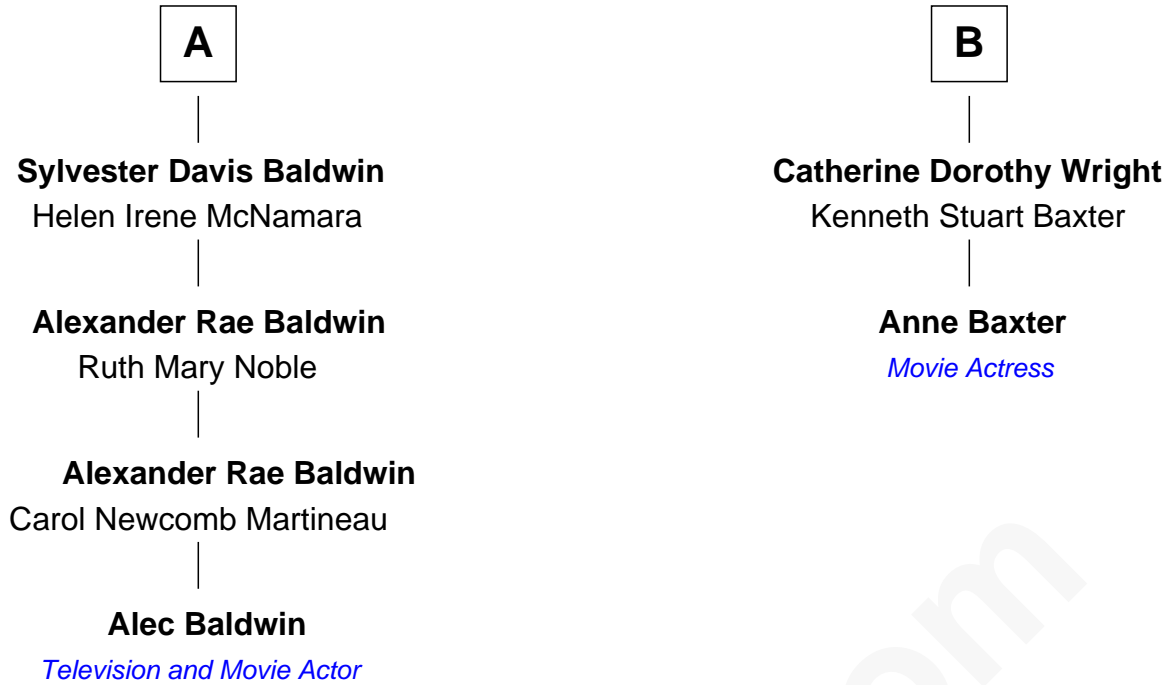 A
B
Sylvester Davis Baldwin
Helen Irene McNamara
Catherine Dorothy Wright
Kenneth Stuart Baxter
Alexander Rae Baldwin
Ruth Mary Noble
Anne Baxter
Movie Actress
Alexander Rae Baldwin
Carol Newcomb Martineau
Alec Baldwin
Television and Movie Actor
om